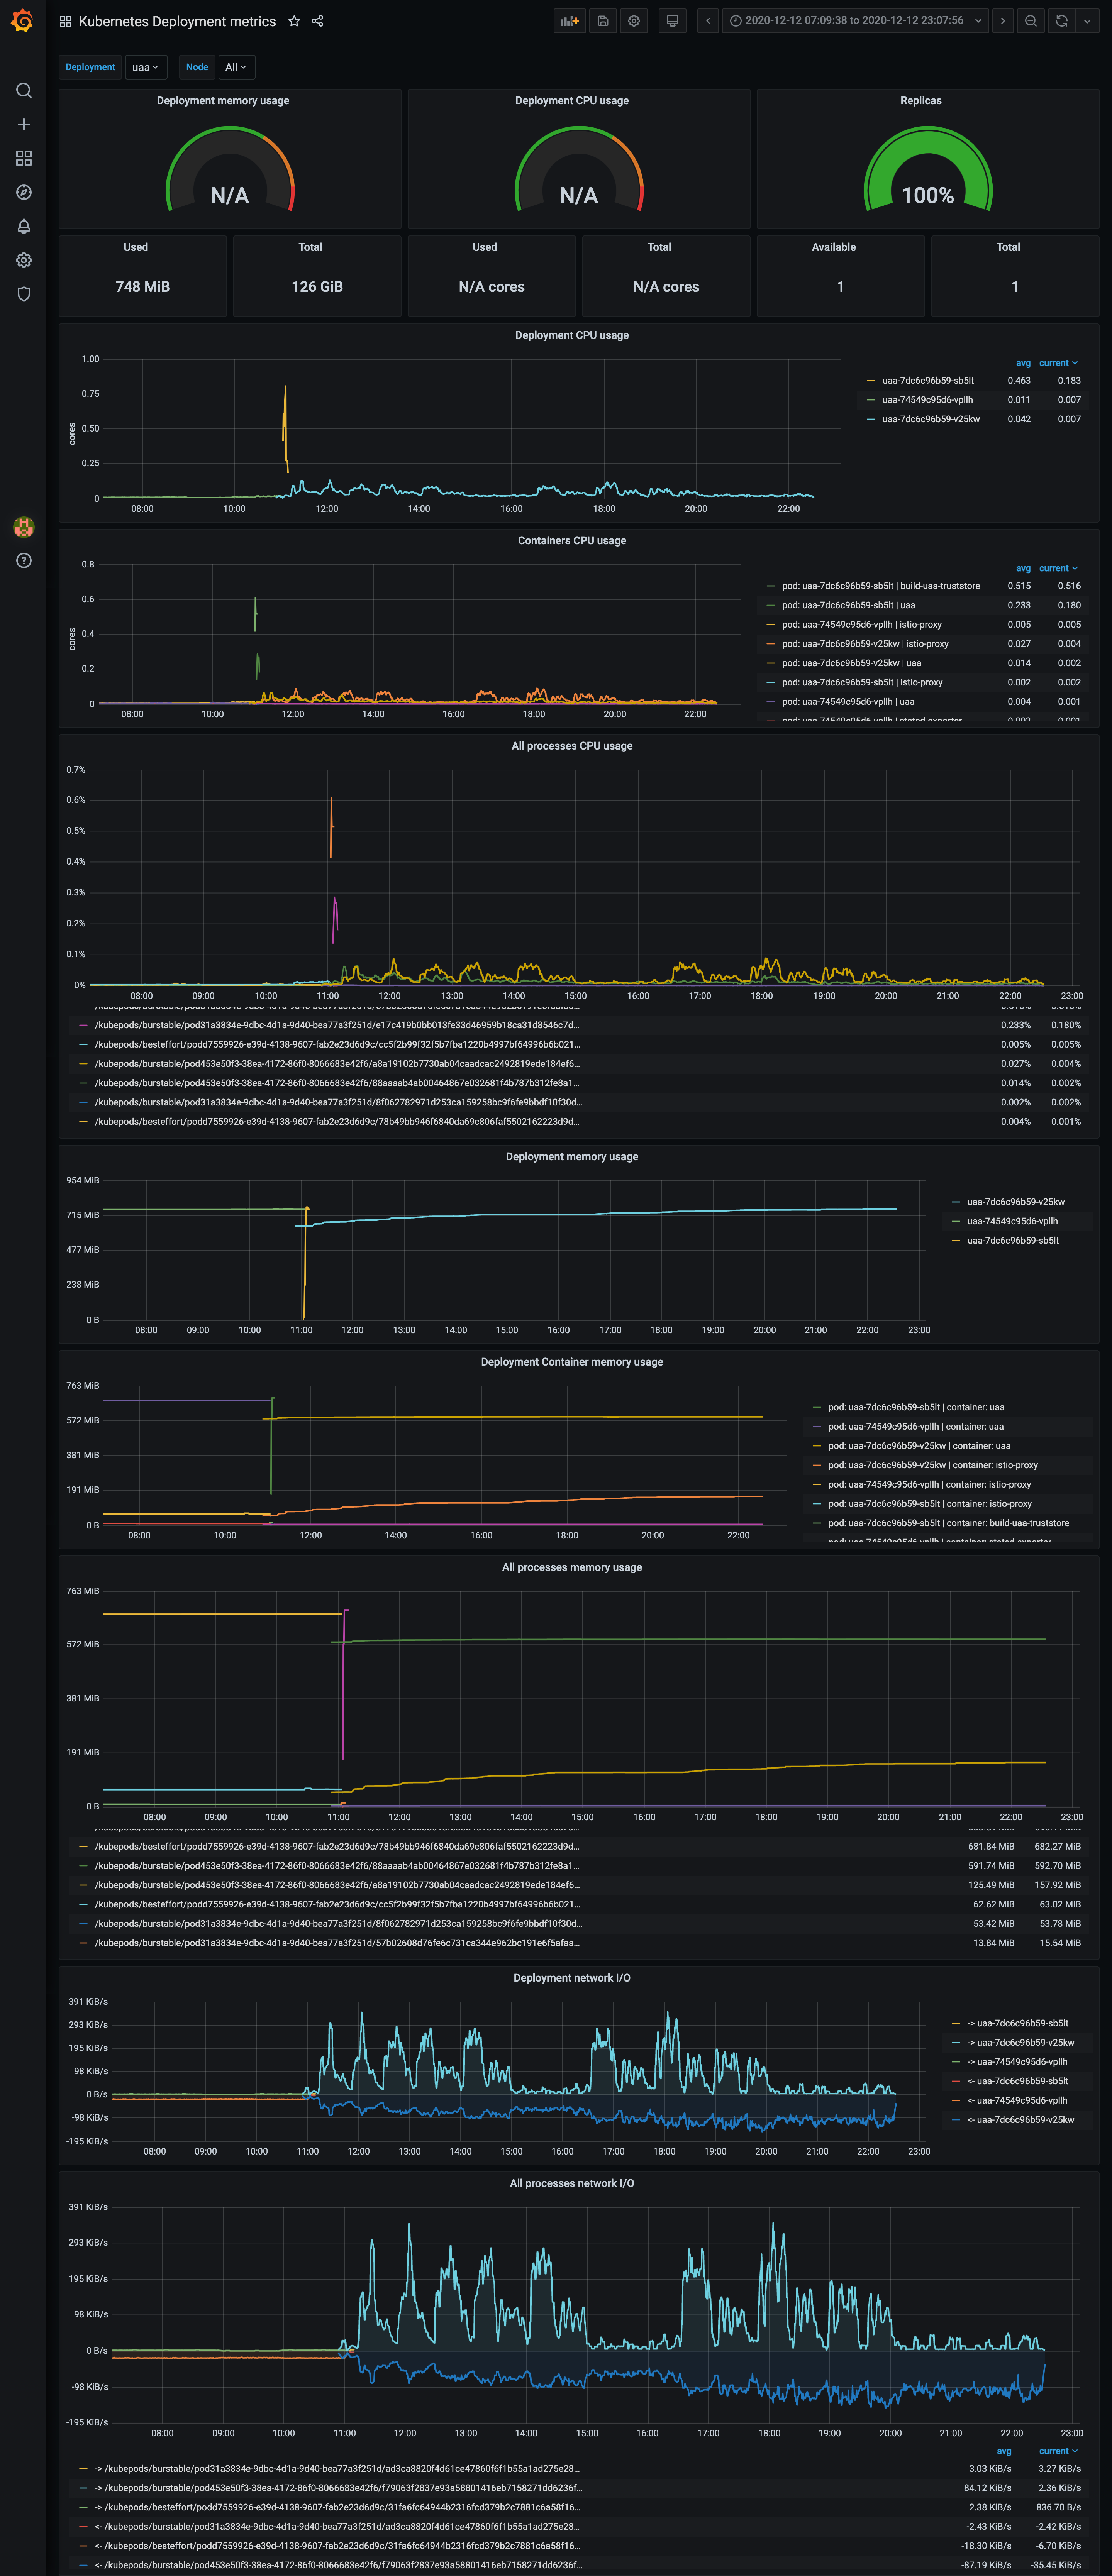 Kubernetes Deployment metrics
2020-12-12 07:09:38 to 2020-12-12 23:07:56
Deployment uaa Node All
Deployment memory usage
N/A
Deployment CPU usage
N/A
Replicas
100%
Used
748 MiB
Total
126 GiB
Used
N/A cores
Total
N/A cores
Available
1
Total
1
Deployment CPU usage
cores
1.00
0.75
0.50
0.25
0
08:00 10:00 12:00 14:00 16:00 18:00 20:00 22:00
avg current
uaa-7dc6c96b59-sb5lt 0.463 0.183
uaa-74549c95d6-vpllh 0.011 0.007
uaa-7dc6c96b59-v25kw 0.042 0.007
Containers CPU usage
cores
0.8
0.6
0.4
0.2
0
08:00 10:00 12:00 14:00 16:00 18:00 20:00 22:00
avg current
pod: uaa-7dc6c96b59-sb5lt | build-uaa-truststore 0.515 0.516
pod: uaa-7dc6c96b59-sb5lt | uaa 0.233 0.180
pod: uaa-74549c95d6-vpllh | istio-proxy 0.005 0.005
pod: uaa-7dc6c96b59-v25kw | istio-proxy 0.027 0.004
pod: uaa-7dc6c96b59-v25kw | uaa 0.014 0.002
pod: uaa-7dc6c96b59-sb5lt | istio-proxy 0.002 0.002
pod: uaa-74549c95d6-vpllh | uaa 0.004 0.001
pod: uaa-74549c95d6-vpllh | statsd-exporter 0.002 0.001
All processes CPU usage
0.7%
0.6%
0.5%
0.4%
0.3%
0.2%
0.1%
0%
08:00 09:00 10:00 11:00 12:00 13:00 14:00 15:00 16:00 17:00 18:00 19:00 20:00 21:00 22:00 23:00
/kubepods/burstable/pod31a3834e-9dbc-4d1a-9d40-bea77a3f251d/e17c419b0bb013fe33d46959b18ca31d8546c7d... 0.233% 0.180%
/kubepods/besteffort/podd7559926-e39d-4138-9607-fab2e23d6d9c/cc5f2b99f32f5b7fba1220b4997bf64996b6b021... 0.005% 0.005%
/kubepods/burstable/pod453e50f3-38ea-4172-86f0-8066683e42f6/a8a19102b7730ab04caadcac2492819ede184ef6... 0.027% 0.004%
/kubepods/burstable/pod453e50f3-38ea-4172-86f0-8066683e42f6/88aaaab4ab00464867e032681f4b787b312fe8a1... 0.014% 0.002%
/kubepods/burstable/pod31a3834e-9dbc-4d1a-9d40-bea77a3f251d/8f062782971d253ca159258bc9f6fe9bbdf10f30d... 0.002% 0.002%
/kubepods/besteffort/podd7559926-e39d-4138-9607-fab2e23d6d9c/78b49bb946f6840da69c806faf5502162223d9d... 0.004% 0.001%
Deployment memory usage
954 MiB
715 MiB
477 MiB
238 MiB
0 B
08:00 09:00 10:00 11:00 12:00 13:00 14:00 15:00 16:00 17:00 18:00 19:00 20:00 21:00 22:00 23:00
uaa-7dc6c96b59-v25kw
uaa-74549c95d6-vpllh
uaa-7dc6c96b59-sb5lt
Deployment Container memory usage
763 MiB
572 MiB
381 MiB
191 MiB
0 B
08:00 10:00 12:00 14:00 16:00 18:00 20:00 22:00
pod: uaa-7dc6c96b59-sb5lt | container: uaa
pod: uaa-74549c95d6-vpllh | container: uaa
pod: uaa-7dc6c96b59-v25kw | container: uaa
pod: uaa-7dc6c96b59-v25kw | container: istio-proxy
pod: uaa-74549c95d6-vpllh | container: istio-proxy
pod: uaa-7dc6c96b59-sb5lt | container: istio-proxy
pod: uaa-7dc6c96b59-sb5lt | container: build-uaa-truststore
pod: uaa-74549c95d6-vpllh | container: statsd-exporter
All processes memory usage
763 MiB
572 MiB
381 MiB
191 MiB
0 B
08:00 09:00 10:00 11:00 12:00 13:00 14:00 15:00 16:00 17:00 18:00 19:00 20:00 21:00 22:00 23:00
/kubepods/besteffort/podd7559926-e39d-4138-9607-fab2e23d6d9c/78b49bb946f6840da69c806faf5502162223d9d... 681.84 MiB 682.27 MiB
/kubepods/burstable/pod453e50f3-38ea-4172-86f0-8066683e42f6/88aaaab4ab00464867e032681f4b787b312fe8a1... 591.74 MiB 592.70 MiB
/kubepods/burstable/pod453e50f3-38ea-4172-86f0-8066683e42f6/a8a19102b7730ab04caadcac2492819ede184ef6... 125.49 MiB 157.92 MiB
/kubepods/besteffort/podd7559926-e39d-4138-9607-fab2e23d6d9c/cc5f2b99f32f5b7fba1220b4997bf64996b6b021... 62.62 MiB 63.02 MiB
/kubepods/burstable/pod31a3834e-9dbc-4d1a-9d40-bea77a3f251d/8f062782971d253ca159258bc9f6fe9bbdf10f30d... 53.42 MiB 53.78 MiB
/kubepods/burstable/pod31a3834e-9dbc-4d1a-9d40-bea77a3f251d/57b02608d76fe6c731ca344e962bc191e6f5afaa... 13.84 MiB 15.54 MiB
Deployment network I/O
391 KiB/s
293 KiB/s
195 KiB/s
98 KiB/s
0 B/s
-98 KiB/s
-195 KiB/s
08:00 09:00 10:00 11:00 12:00 13:00 14:00 15:00 16:00 17:00 18:00 19:00 20:00 21:00 22:00 23:00
-> uaa-7dc6c96b59-sb5lt
-> uaa-7dc6c96b59-v25kw
-> uaa-74549c95d6-vpllh
<- uaa-7dc6c96b59-sb5lt
<- uaa-74549c95d6-vpllh
<- uaa-7dc6c96b59-v25kw
All processes network I/O
391 KiB/s
293 KiB/s
195 KiB/s
98 KiB/s
0 B/s
-98 KiB/s
-195 KiB/s
08:00 09:00 10:00 11:00 12:00 13:00 14:00 15:00 16:00 17:00 18:00 19:00 20:00 21:00 22:00 23:00
avg current
-> /kubepods/burstable/pod31a3834e-9dbc-4d1a-9d40-bea77a3f251d/ad3ca8820f4d61ce47860f6f1b55a1ad275e28... 3.03 KiB/s 3.27 KiB/s
-> /kubepods/burstable/pod453e50f3-38ea-4172-86f0-8066683e42f6/f79063f2837e93a58801416eb7158271dd6236f... 84.12 KiB/s 2.36 KiB/s
-> /kubepods/besteffort/podd7559926-e39d-4138-9607-fab2e23d6d9c/31fa6fc64944b2316fcd379b2c7881c6a58f16... 2.38 KiB/s 836.70 B/s
<- /kubepods/burstable/pod31a3834e-9dbc-4d1a-9d40-bea77a3f251d/ad3ca8820f4d61ce47860f6f1b55a1ad275e28... -2.43 KiB/s -2.42 KiB/s
<- /kubepods/besteffort/podd7559926-e39d-4138-9607-fab2e23d6d9c/31fa6fc64944b2316fcd379b2c7881c6a58f16... -18.30 KiB/s -6.70 KiB/s
<- /kubepods/burstable/pod453e50f3-38ea-4172-86f0-8066683e42f6/f79063f2837e93a58801416eb7158271dd6236f... -87.19 KiB/s -35.45 KiB/s